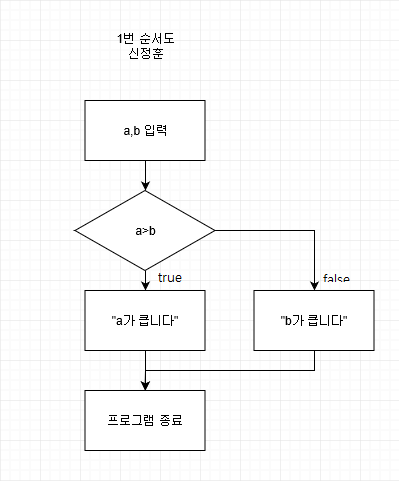 1번 순서도
신정훈
a,b 입력
a>b
true
false
"a가 큽니다"
"b가 큽니다"
프로그램 종료